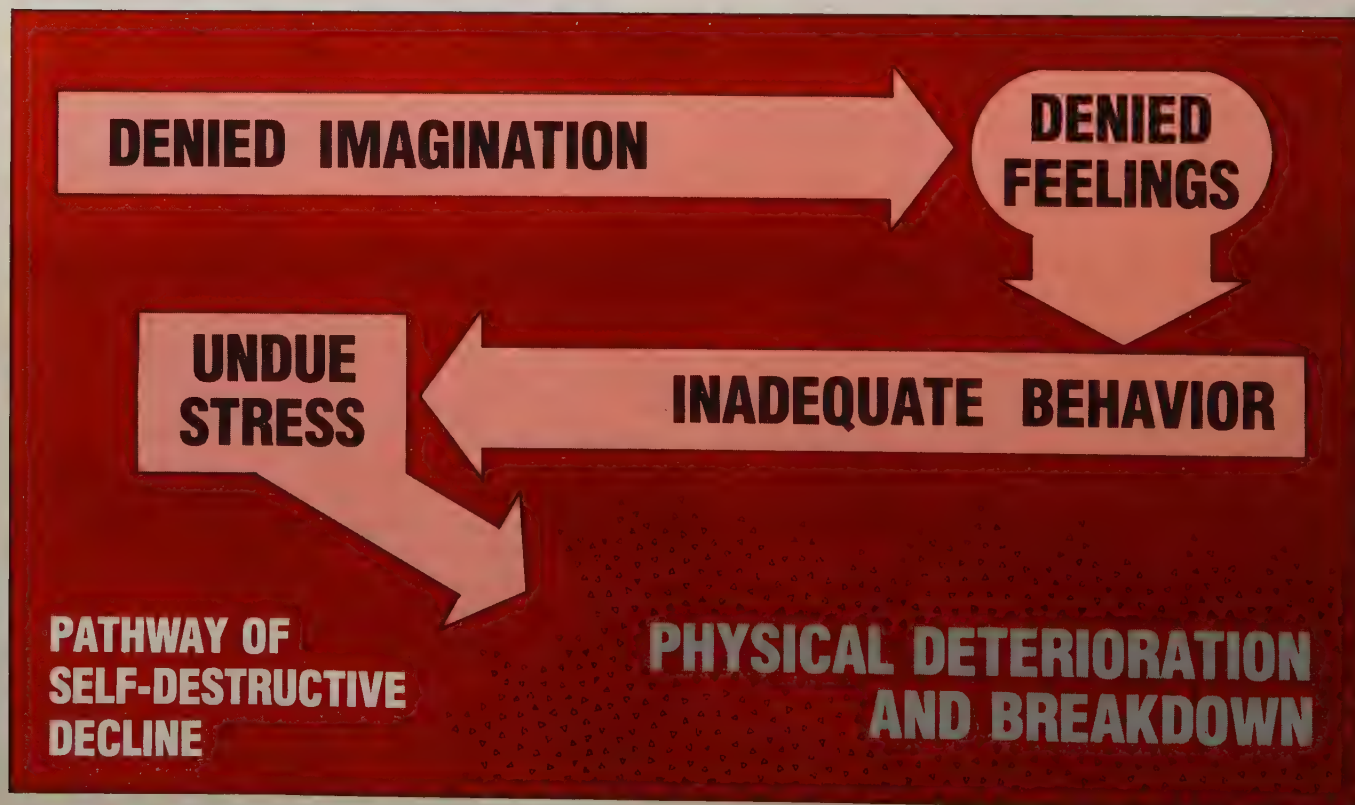 DENIED IMAGINATION
DENIED
FEELINGS
INADEQUATE BEHAVIOR
UNDUE
STRESS
PHYSICAL DETERIORATION
AND BREAKDOWN
PATHWAY OF
SELF-DESTRUCTIVE
DECLINE